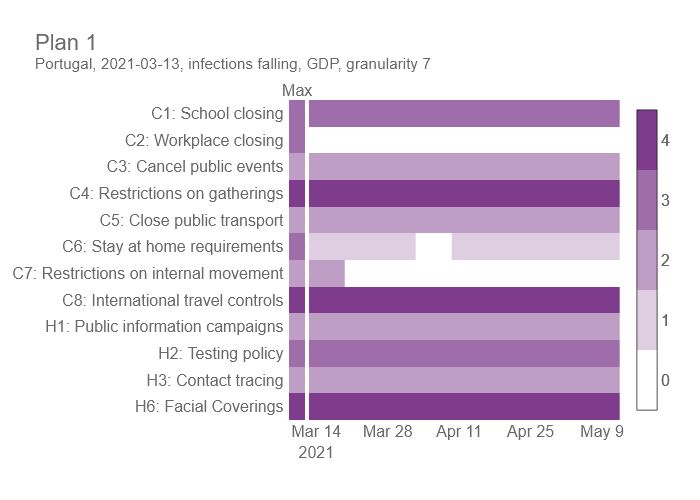 Plan 1
Portugal, 2021-03-13, infections falling, GDP, granularity 7
Max
C1: School closing
C2: Workplace closing
C3: Cancel public events
C4: Restrictions on gatherings
C5: Close public transport
C6: Stay at home requirements
C7: Restrictions on internal movement
C8: International travel controls
H1: Public information campaigns
H2: Testing policy
H3: Contact tracing
H6: Facial Coverings
Mar 14 Mar 28 Apr 11 Apr 25 May 9
2021
4
3
2
1
0